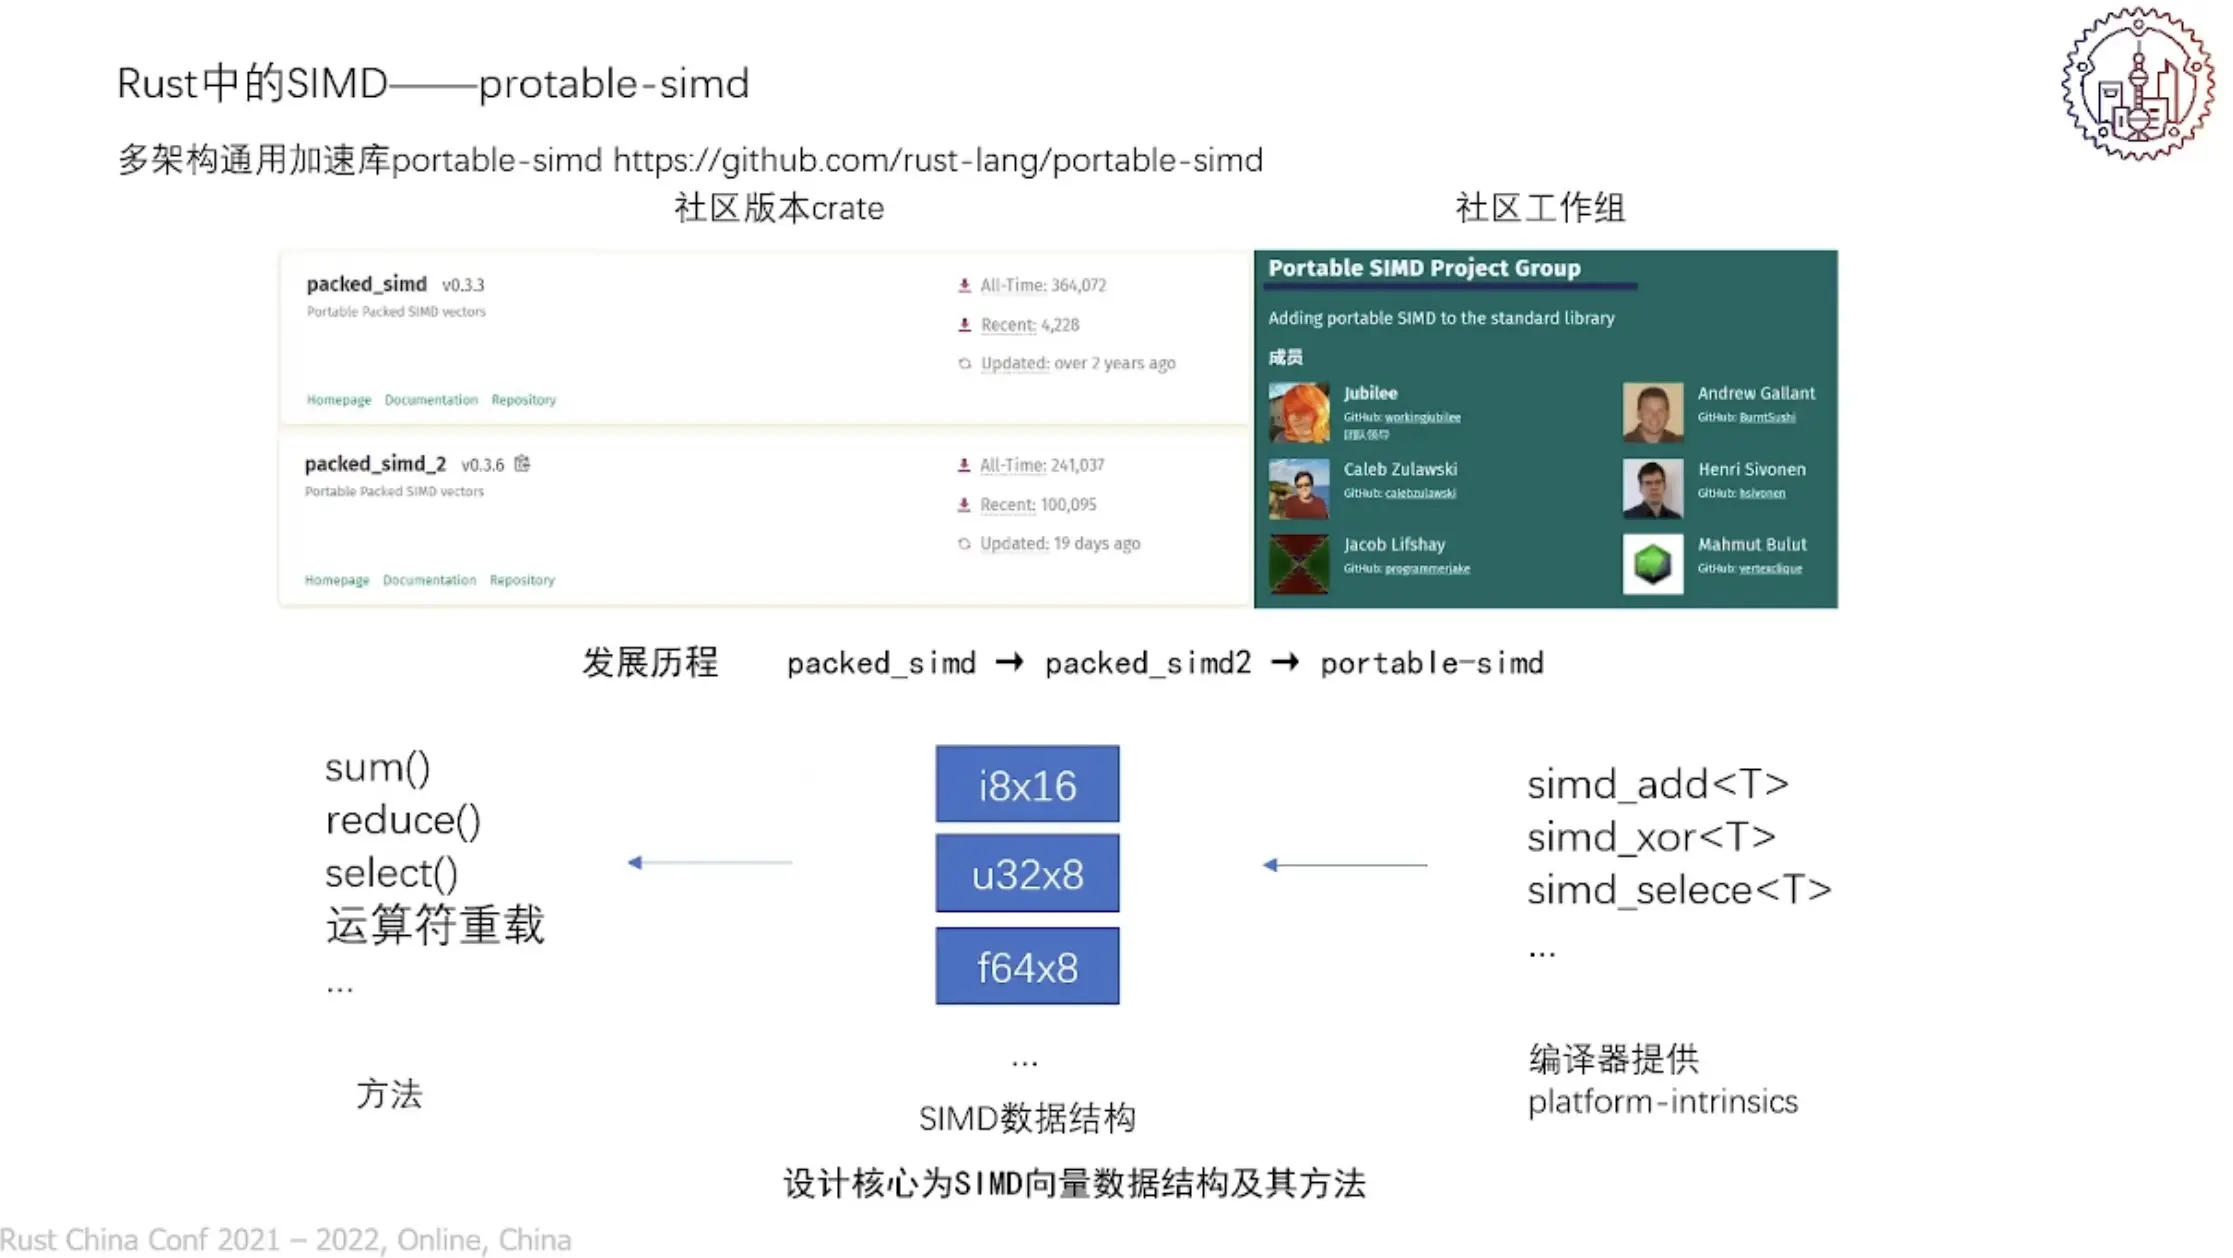 Rust中的SIMD——protable-simd
多架构通用加速库portable-simd https://github.com/rust-lang/portable-simd
社区版本crate
社区工作组
packed_simd v0.3.3
Portable Packed SIMD vectors
All-Time: 364,072
Recent: 4,228
Updated: over 2 years ago
Homepage Documentation Repository
packed_simd_2 v0.3.6
Portable Packed SIMD vectors
All-Time: 241,037
Recent: 100,095
Updated: 19 days ago
Homepage Documentation Repository
Portable SIMD Project Group
Adding portable SIMD to the standard library
成员
Jubilee
GitHub: workingjubilee
团队领导
Andrew Gallant
GitHub: BurntSushi
Caleb Zulawski
GitHub: calebzulawski
Henri Sivonen
GitHub: hsivonen
Jacob Lifshay
GitHub: programmerjake
Mahmut Bulut
GitHub: vertexclique
发展历程 packed_simd → packed_simd2 → portable-simd
sum()
reduce()
select()
运算符重载
...
方法
i8x16
u32x8
f64x8
...
SIMD数据结构
simd_add<T>
simd_xor<T>
simd_selece<T>
...
编译器提供
platform-intrinsics
设计核心为SIMD向量数据结构及其方法
Rust China Conf 2021 – 2022, Online, China